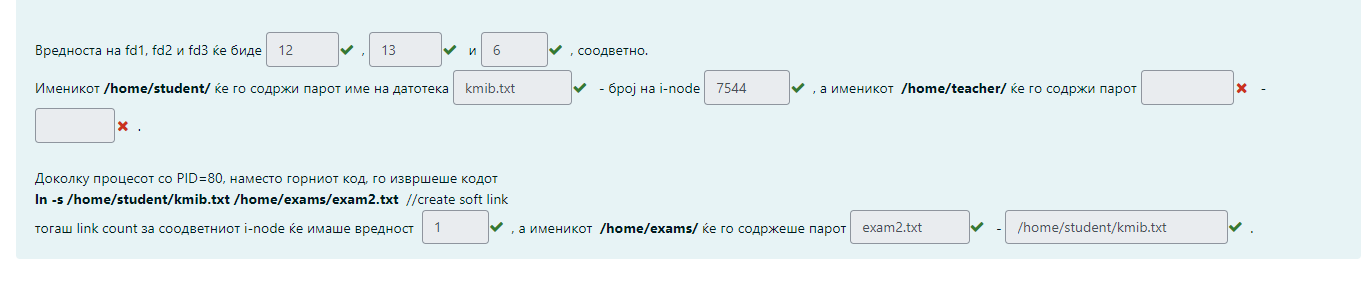 Вредноста на fd1, fd2 и fd3 ќе биде 12 , 13 и 6 , соодветно.
Именикот /home/student/ ќе го содржи парот име на датотека kmib.txt - број на i-node 7544 , а именикот /home/teacher/ ќе го содржи парот -
.
Доколку процесот со PID=80, наместо горниот код, го извршеше кодот
ln -s /home/student/kmib.txt /home/exams/exam2.txt //create soft link
тогаш link count за соодветниот i-node ќе имаше вредност 1 , а именикот /home/exams/ ќе го содржеше парот exam2.txt - /home/student/kmib.txt .